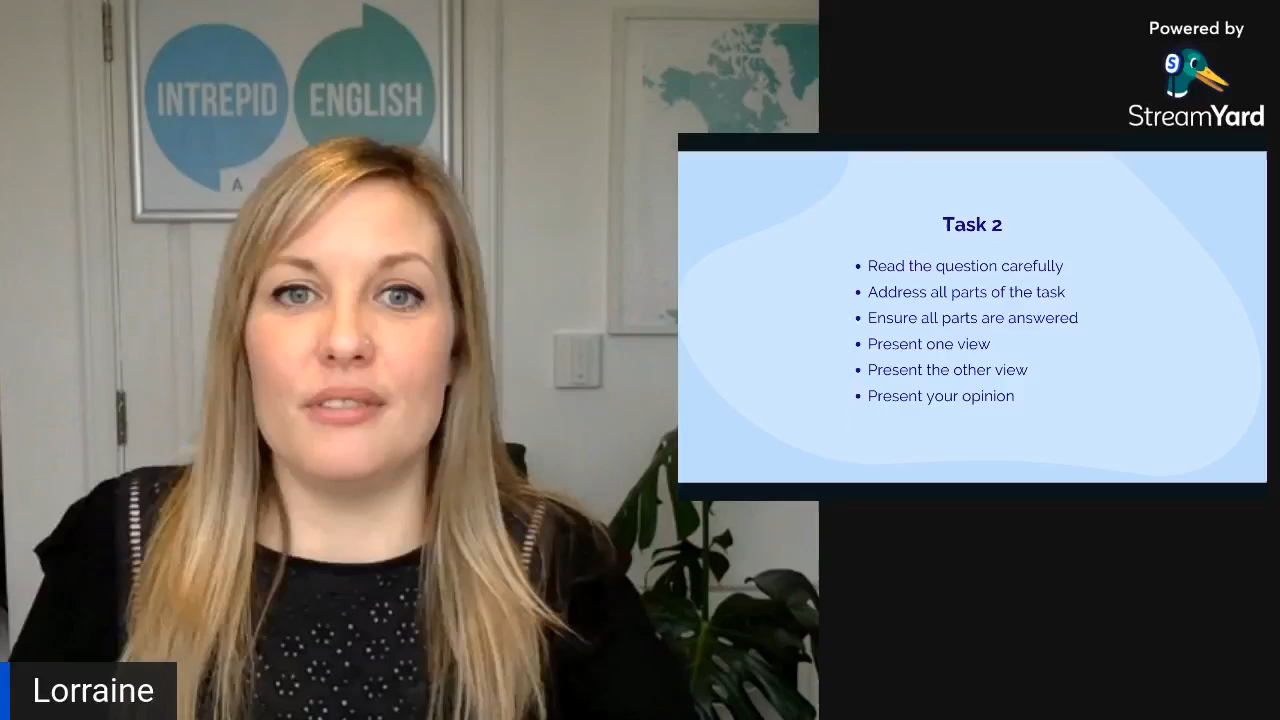 INTREPID ENGLISH
A
Powered by
S
StreamYard
Task 2
• Read the question carefully
• Address all parts of the task
• Ensure all parts are answered
• Present one view
• Present the other view
• Present your opinion
Lorraine